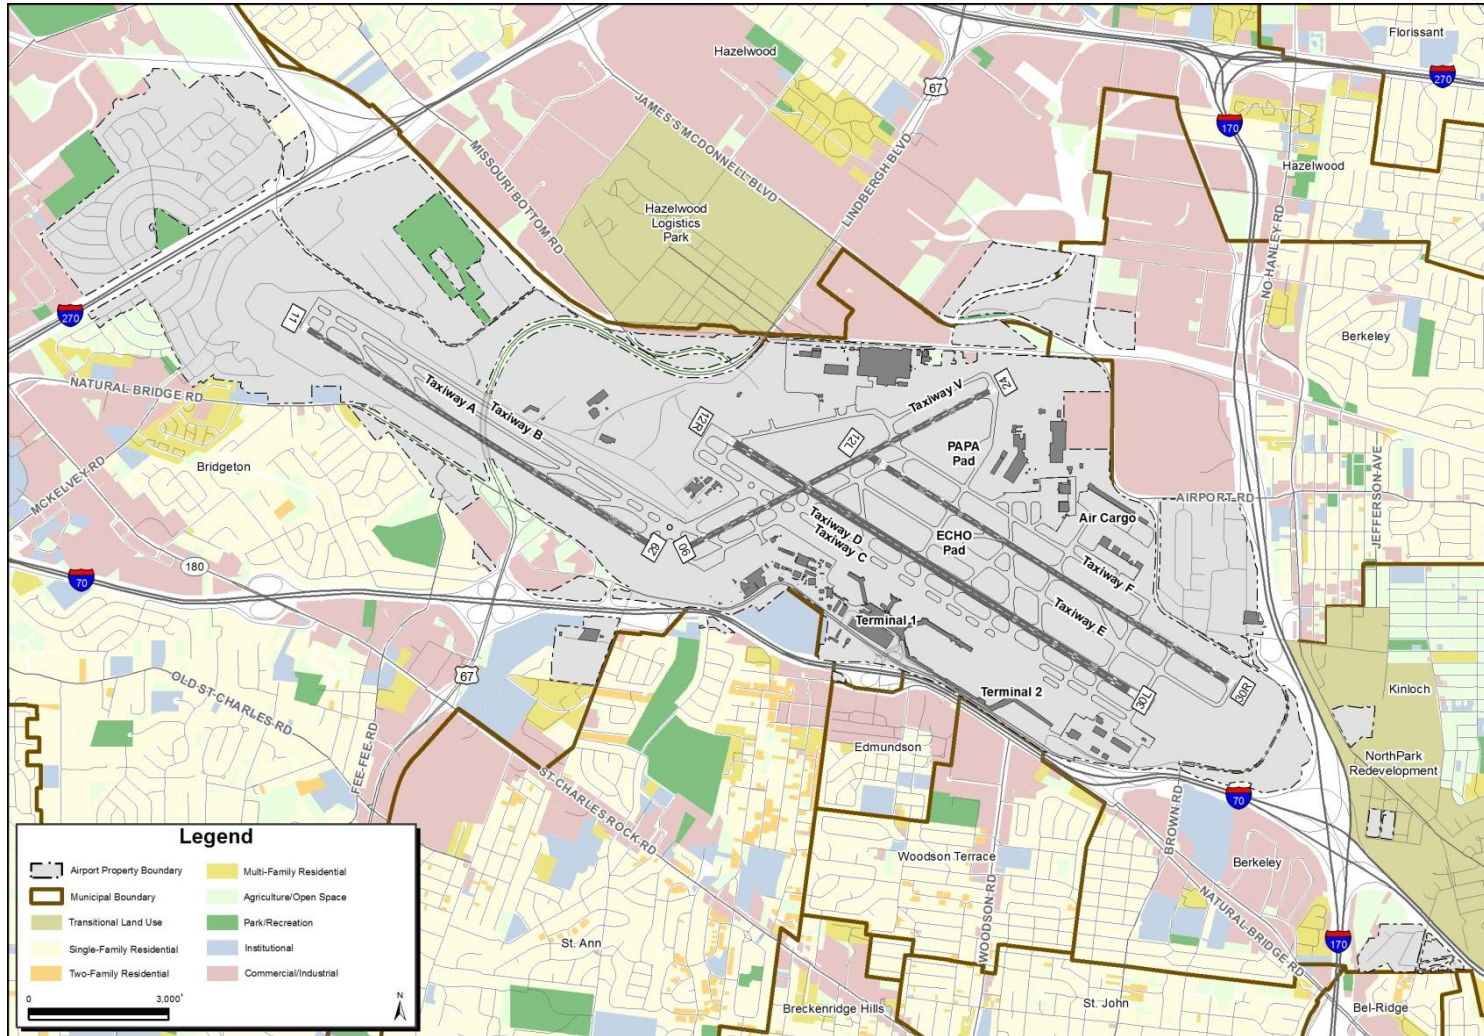 Florissant
Hazelwood
270
67
JAMES S MCDONNELL BLVD
170
MISSOURI BOTTOM RD
LINDBERGH BLVD
Hazelwood
Hazelwood
Logistics
Park
NO HANLEY RD
270
11
Berkeley
NATURAL BRIDGE RD
Taxiway A
Taxiway B
Taxiway V
24
12R
12L
PAPA
Pad
Bridgeton
MCKELVEY RD
AIRPORT RD
JEFFERSON AVE
Air Cargo
Taxiway D
Taxiway C
ECHO
Pad
29
06
Taxiway F
180
70
Taxiway E
Terminal 1
67
Terminal 2
30L
30R
Kinloch
OLD ST CHARLES RD
Edmundson
NorthPark
Redevelopment
FEE FEE RD
ST CHARLES ROCK RD
70
BROWN RD
Woodson Terrace
Berkeley
WOODSON RD
NATURAL BRIDGE RD
St. Ann
170
Breckenridge Hills
St. John
Bel-Ridge
Legend
Airport Property Boundary
Municipal Boundary
Transitional Land Use
Single-Family Residential
Two-Family Residential
Multi-Family Residential
Agriculture/Open Space
Park/Recreation
Institutional
Commercial/Industrial
0 3,000'
N